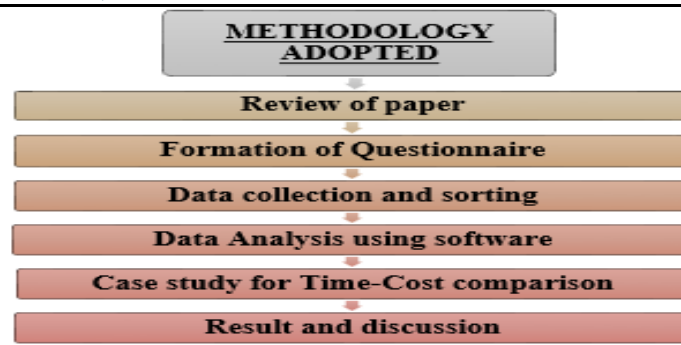 METHODOLOGY
ADOPTED
Review of paper
Formation of Questionnaire
Data collection and sorting
Data Analysis using software
Case study for Time-Cost comparison
Result and discussion